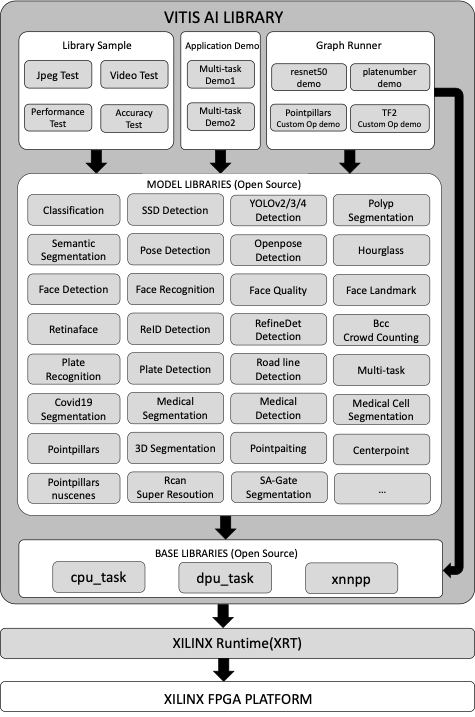 VITIS AI LIBRARY
Library Sample
Jpeg Test
Video Test
Performance
Test
Accuracy
Test
Application Demo
Multi-task
Demo1
Multi-task
Demo2
Graph Runner
resnet50
demo
platenumber
demo
Pointpillars
Custom Op demo
TF2
Custom Op demo
MODEL LIBRARIES (Open Source)
Classification
SSD Detection
YOLOv2/3/4
Detection
Polyp
Segmentation
Semantic
Segmentation
Pose Detection
Openpose
Detection
Hourglass
Face Detection
Face Recognition
Face Quality
Face Landmark
Retinaface
ReID Detection
RefineDet
Detection
Bcc
Crowd Counting
Plate
Recognition
Plate Detection
Road line
Detection
Multi-task
Covid19
Segmentation
Medical
Segmentation
Medical
Detection
Medical Cell
Segmentation
Pointpillars
3D Segmentation
Pointpaiting
Centerpoint
Pointpillars
nuscenes
Rcan
Super Resoution
SA-Gate
Segmentation
...
BASE LIBRARIES (Open Source)
cpu_task
dpu_task
xnnpp
XILINX Runtime(XRT)
XILINX FPGA PLATFORM